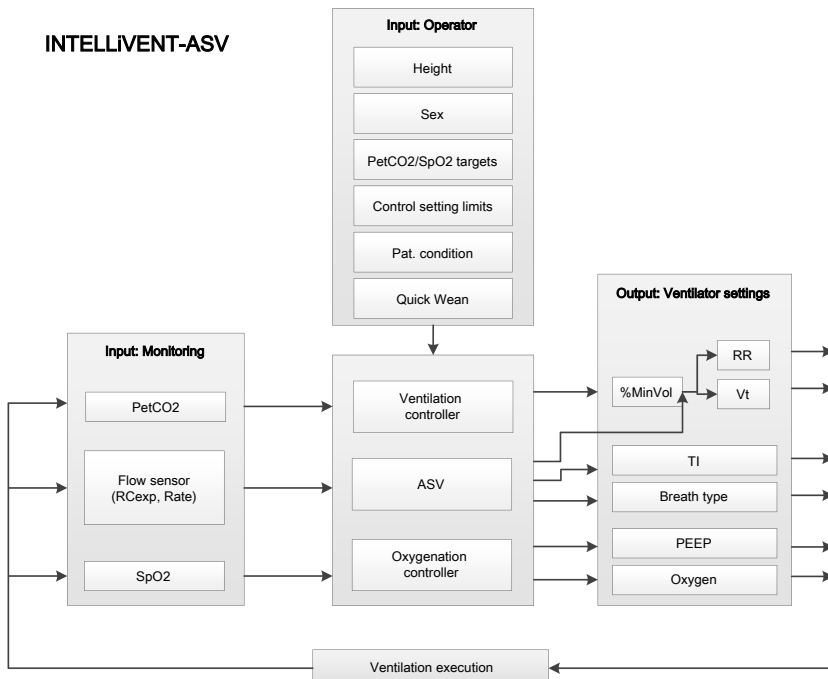 INTELLiVENT-ASV
Input: Operator
Height
Sex
PetCO2/SpO2 targets
Control setting limits
Pat. condition
Quick Wean
Input: Monitoring
PetCO2
Flow sensor
(RCexp, Rate)
SpO2
Ventilation
controller
ASV
Oxygenation
controller
Output: Ventilator settings
%MinVol
RR
Vt
TI
Breath type
PEEP
Oxygen
Ventilation execution